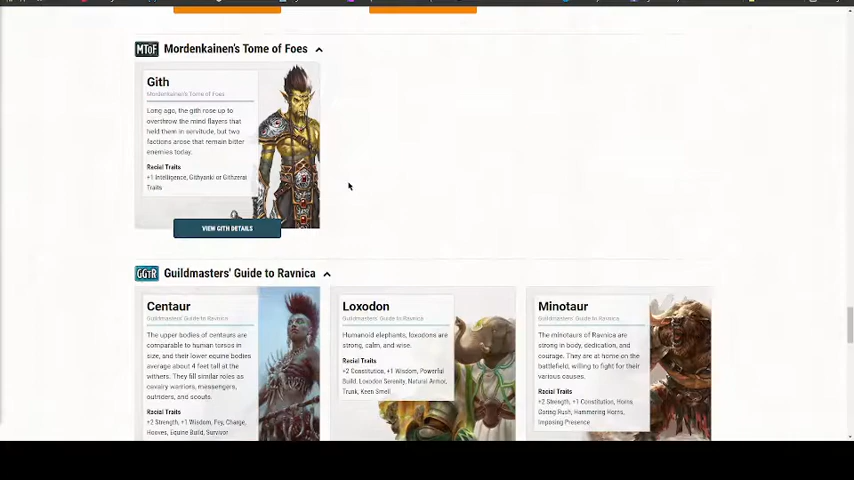 MToF Mordenkainen's Tome of Foes
Gith
Mordenkainen's Tome of Foes
Long ago, the gith rose up to
overthrow the mind flayers that
held them in servitude, but two
factions arose that remain bitter
enemies today.
Racial Traits
+1 Intelligence, Githyanki or Githzerai
Traits
VIEW GITH DETAILS
GGTR Guildmasters' Guide to Ravnica
Centaur
Guildmasters' Guide to Ravnica
The upper bodies of centaurs are
comparable to human torsos in
size, and their lower equine bodies
average about 4 feet tall at the
withers. They fill similar roles as
cavalry warriors, messengers,
outriders, and scouts.
Racial Traits
+2 Strength, +1 Wisdom, Fey, Charge,
Hooves, Equine Build, Survivor
Loxodon
Guildmasters' Guide to Ravnica
Humanoid elephants, loxodons are
strong, calm, and wise.
Racial Traits
+2 Constitution, +1 Wisdom, Powerful
Build, Loxodon Serenity, Natural Armor,
Trunk, Keen Smell
Minotaur
Guildmasters' Guide to Ravnica
The minotaurs of Ravnica are
strong in body, dedication, and
courage. They are at home on the
battlefield, willing to fight for their
various causes.
Racial Traits
+2 Strength, +1 Constitution, Horns,
Goring Rush, Hammering Horns,
Imposing Presence